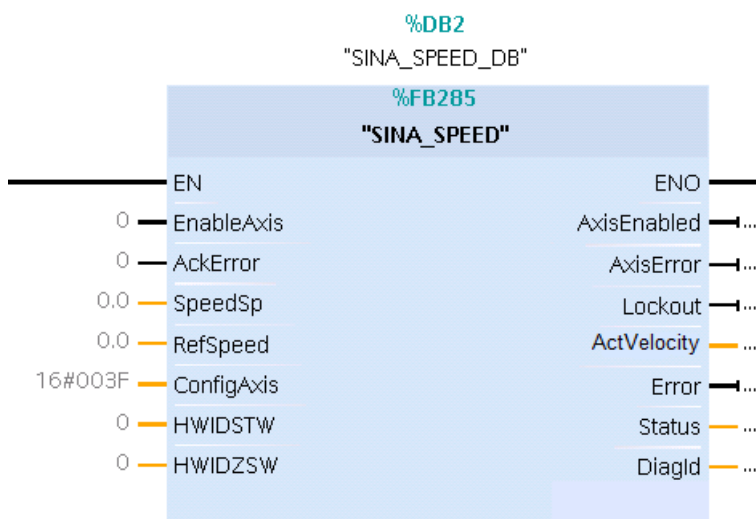 %DB2
"SINA_SPEED_DB"
%FB285
"SINA_SPEED"
EN ENO
0 EnableAxis AxisEnabled ...
0 AckError AxisError ...
0.0 SpeedSp Lockout ...
0.0 RefSpeed ActVelocity ...
16#003F ConfigAxis Error ...
0 HWIDSTW Status ...
0 HWIDZSW DiagId ...